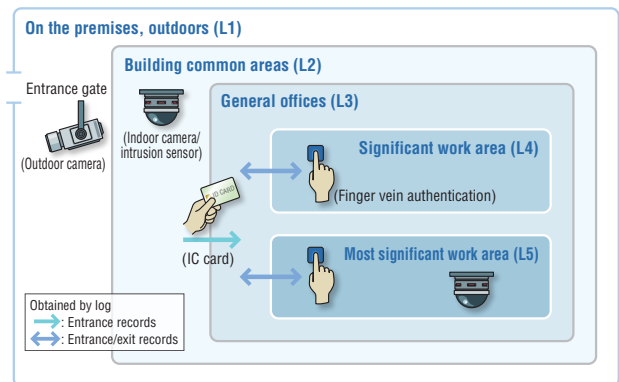 On the premises, outdoors (L1)
Building common areas (L2)
Entrance gate
(Outdoor camera)
(Indoor camera/
intrusion sensor)
General offices (L3)
Significant work area (L4)
(Finger vein authentication)
ID CARD
(IC card)
Most significant work area (L5)
Obtained by log
: Entrance records
: Entrance/exit records